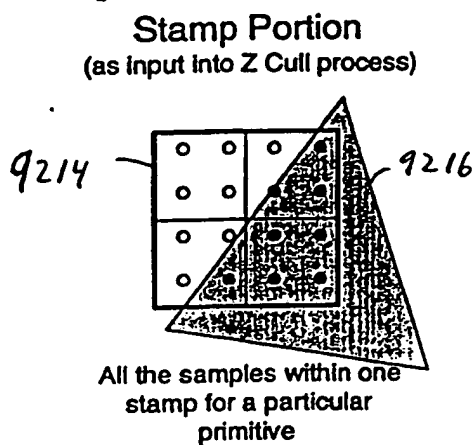 Stamp Portion
(as input into Z Cull process)
9214
9216
All the samples within one
stamp for a particular
primitive